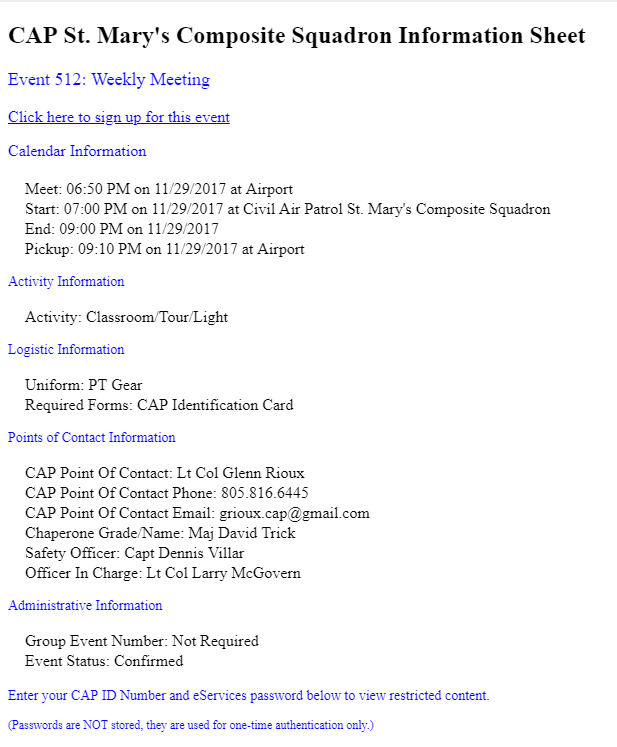 CAP St. Mary's Composite Squadron Information Sheet
Event 512: Weekly Meeting
Click here to sign up for this event
Calendar Information
Meet: 06:50 PM on 11/29/2017 at Airport
Start: 07:00 PM on 11/29/2017 at Civil Air Patrol St. Mary's Composite Squadron
End: 09:00 PM on 11/29/2017
Pickup: 09:10 PM on 11/29/2017 at Airport
Activity Information
Activity: Classroom/Tour/Light
Logistic Information
Uniform: PT Gear
Required Forms: CAP Identification Card
Points of Contact Information
CAP Point Of Contact: Lt Col Glenn Rioux
CAP Point Of Contact Phone: 805.816.6445
CAP Point Of Contact Email: grioux.cap@gmail.com
Chaperone Grade/Name: Maj David Trick
Safety Officer: Capt Dennis Villar
Officer In Charge: Lt Col Larry McGovern
Administrative Information
Group Event Number: Not Required
Event Status: Confirmed
Enter your CAP ID Number and eServices password below to view restricted content.
(Passwords are NOT stored, they are used for one-time authentication only.)